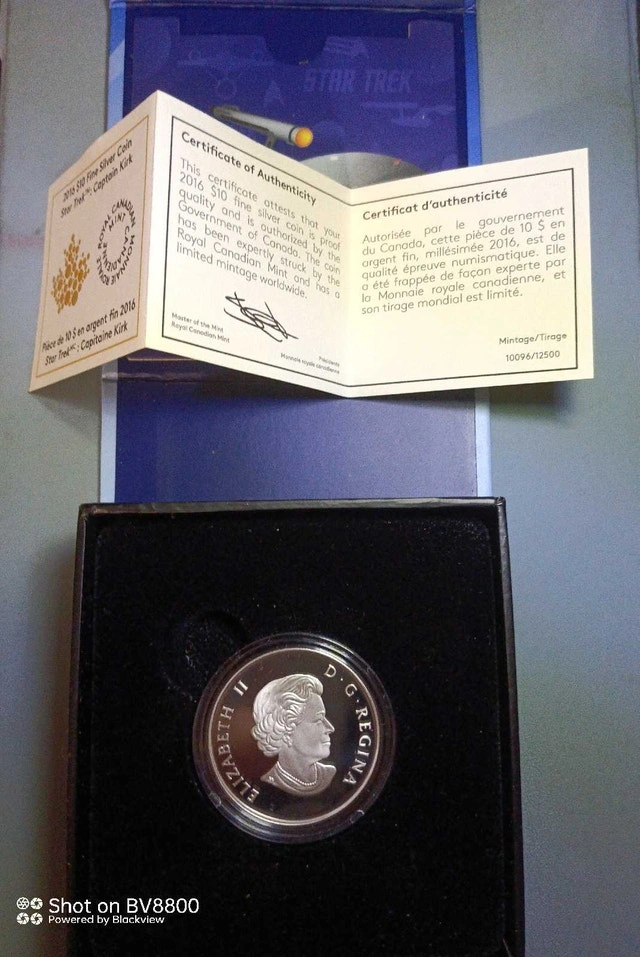 STAR TREK
2016 $10 Fine Silver Coin
Star Trek™: Captain Kirk
MONNAIE ROYALE CANADIENNE
ROYAL CANADIAN MINT
Pièce de 10 $ en argent fin 2016
Star Trek MC : Capitaine Kirk
Certificate of Authenticity
This certificate attests that your
2016 $10 fine silver coin is proof
quality and is authorized by the
Government of Canada. The coin
has been expertly struck by the
Royal Canadian Mint and has a
limited mintage worldwide.
Master of the Mint
Royal Canadian Mint
Présidente
Monnaie royale canadienne
Certificat d'authenticité
Autorisée par le gouvernement
du Canada, cette pièce de 10 $ en
argent fin, millésimée 2016, est de
qualité épreuve numismatique. Elle
a été frappée de façon experte par
la Monnaie royale canadienne, et
son tirage mondial est limité.
Mintage/Tirage
10096/12500
ELIZABETH II D·G·REGINA
Shot on BV8800
Powered by Blackview